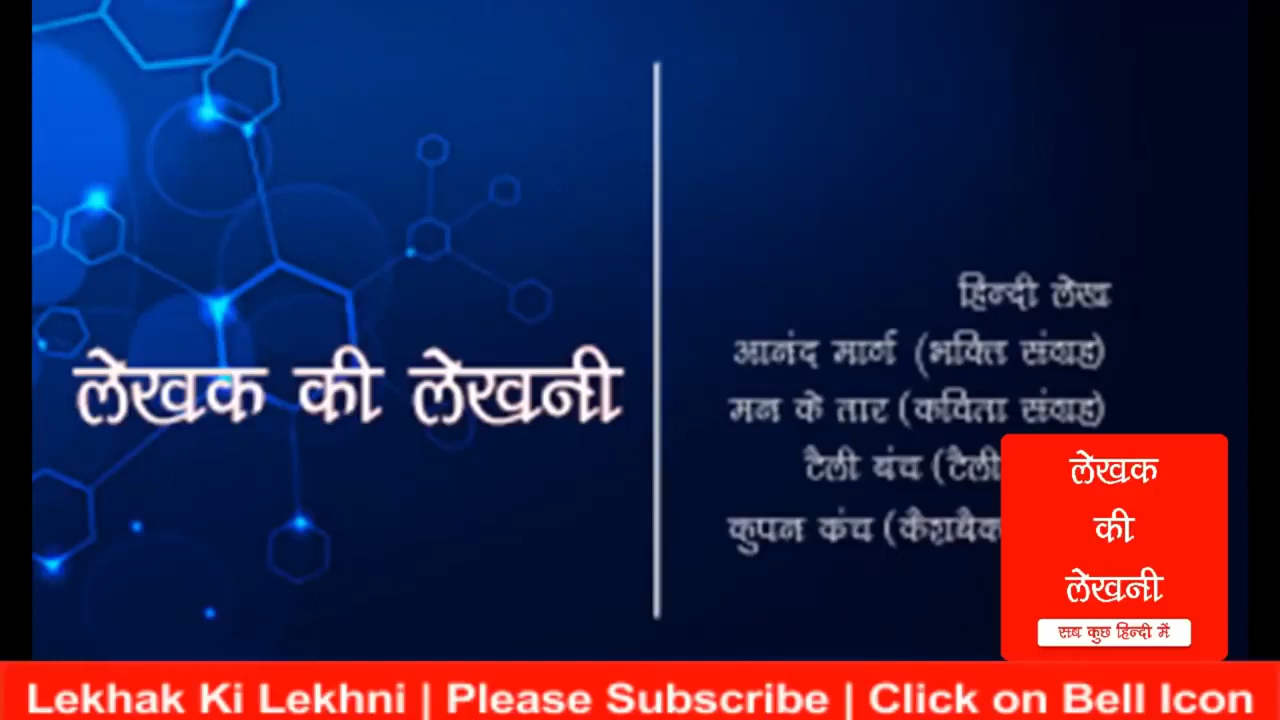 लेखक की लेखनी
हिन्दी लेख
आनंद मार्ग (भक्ति संग्रह)
मन के तार (कविता संग्रह)
टैली बंच (टैली
कुपन कंच (कैशबैक
लेखक
की
लेखनी
सब कुछ हिन्दी में
Lekhak Ki Lekhni | Please Subscribe | Click on Bell Icon